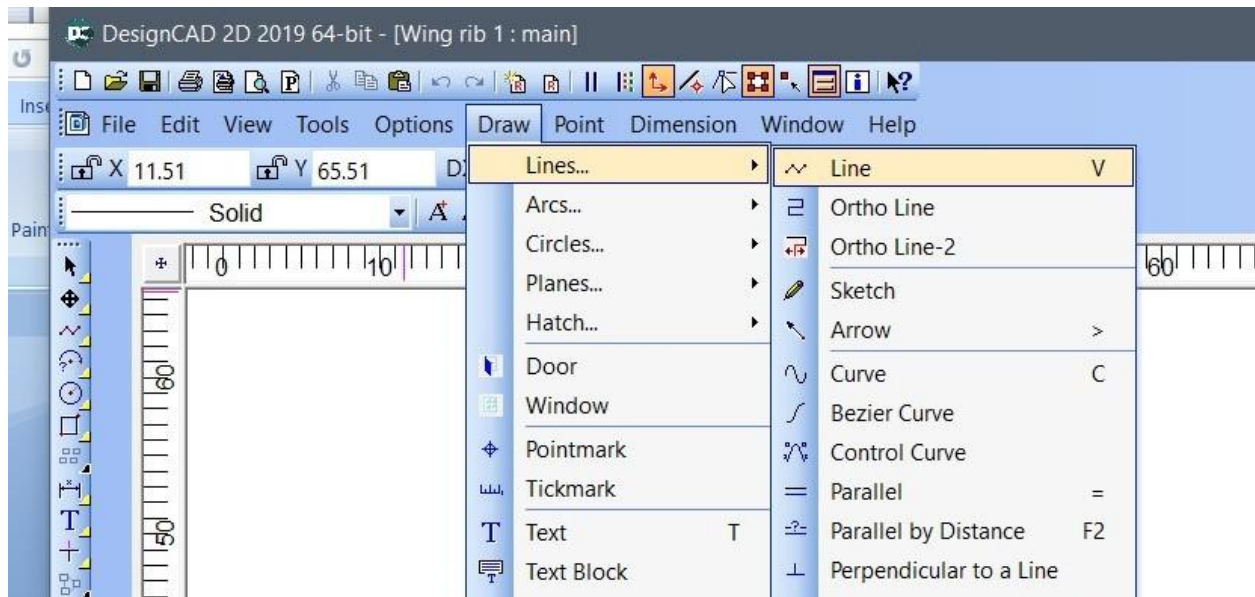 DesignCAD 2D 2019 64-bit - [Wing rib 1 : main]
File Edit View Tools Options Draw Point Dimension Window Help
X 11.51 Y 65.51
Solid
0 10 60
60
50
Lines...
Arcs...
Circles...
Planes...
Hatch...
Door
Window
Pointmark
Tickmark
Text T
Text Block
Line V
Ortho Line
Ortho Line-2
Sketch
Arrow >
Curve C
Bezier Curve
Control Curve
Parallel =
Parallel by Distance F2
Perpendicular to a Line